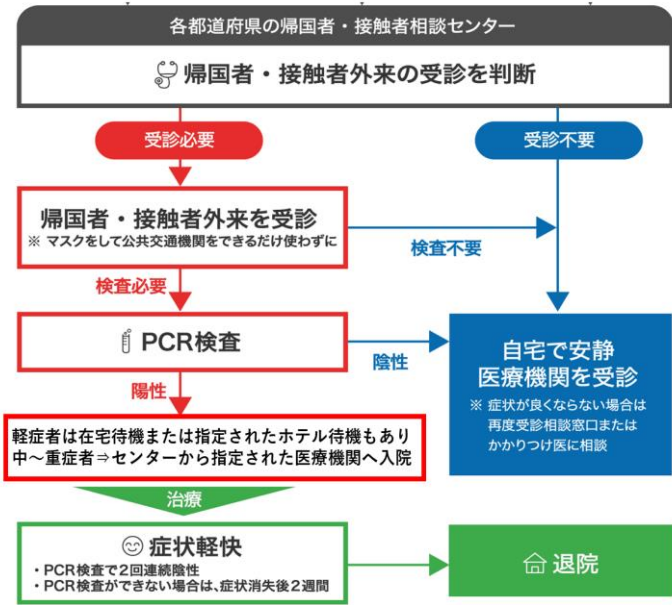 各都道府県の帰国者・接触者相談センター
帰国者・接触者外来の受診を判断
受診必要
受診不要
帰国者・接触者外来を受診
※ マスクをして公共交通機関をできるだけ使わずに
検査不要
検査必要
PCR検査
陰性
陽性
自宅で安静
医療機関を受診
※ 症状が良くならない場合は
再度受診相談窓口または
かかりつけ医に相談
軽症者は在宅待機または指定されたホテル待機もあり
中～重症者⇒センターから指定された医療機関へ入院
治療
症状軽快
・PCR検査で2回連続陰性
・PCR検査ができない場合は、症状消失後2週間
退院